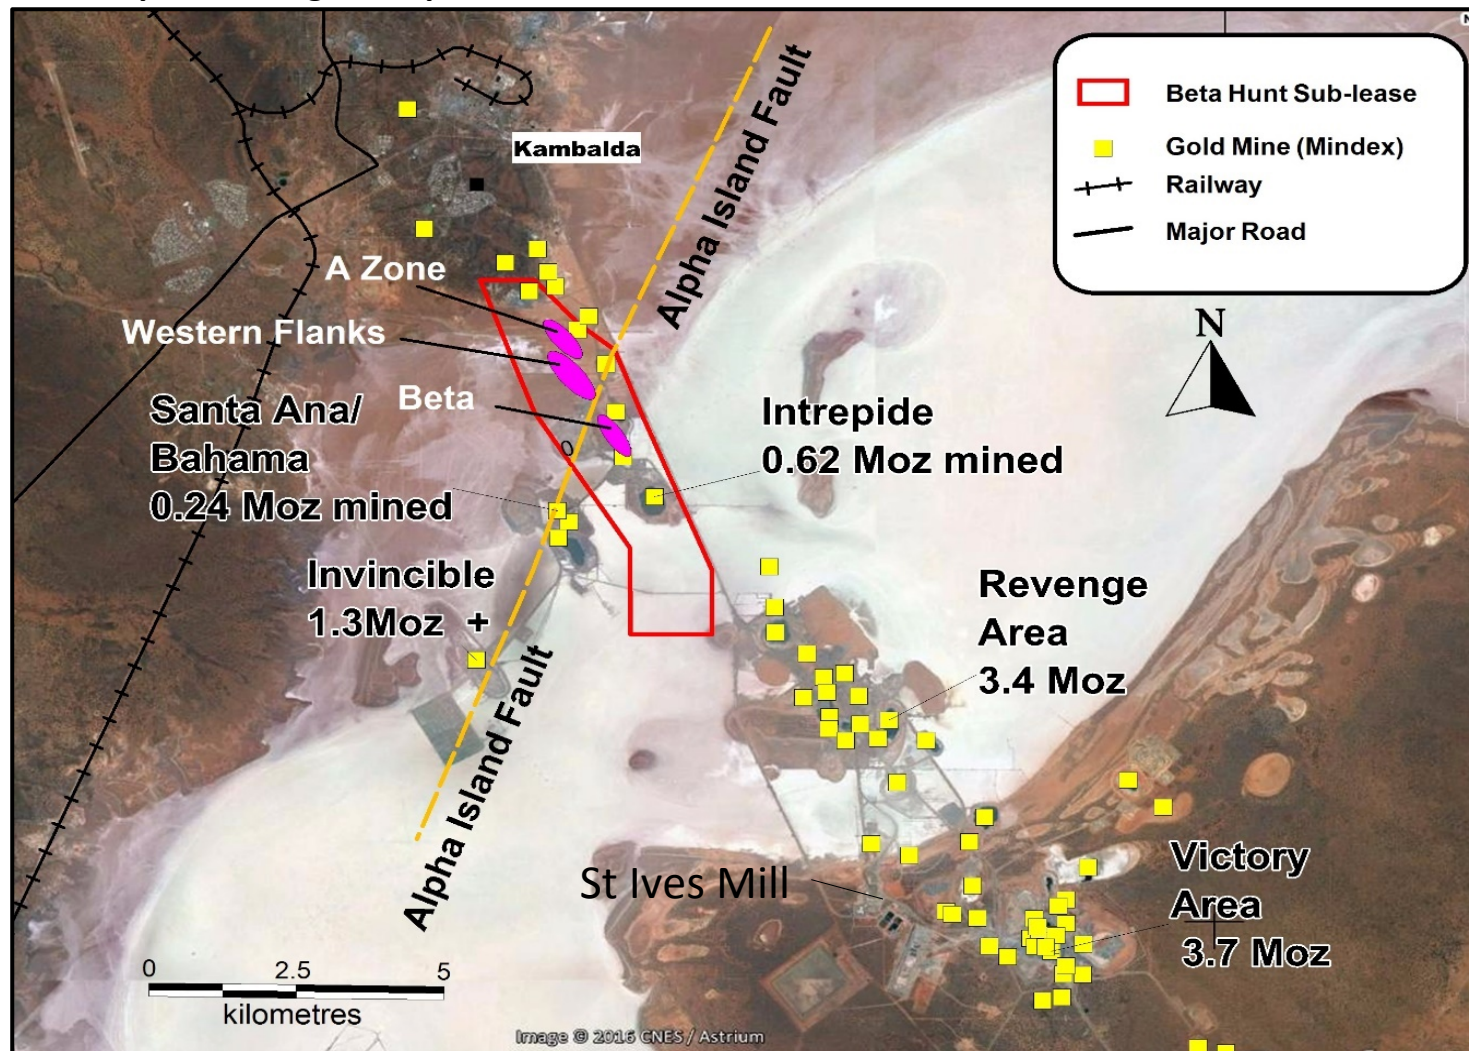 Beta Hunt Sub-lease
Gold Mine (Mindex)
Railway
Major Road
N
Kambalda
Alpha Island Fault
A Zone
Western Flanks
Beta
Santa Ana/
Bahama
0.24 Moz mined
Intrepide
0.62 Moz mined
0
Invincible
1.3Moz +
Revenge
Area
3.4 Moz
Alpha Island Fault
St Ives Mill
Victory
Area
3.7 Moz
0 2.5 5
kilometres
Image © 2016 CNES / Astrium